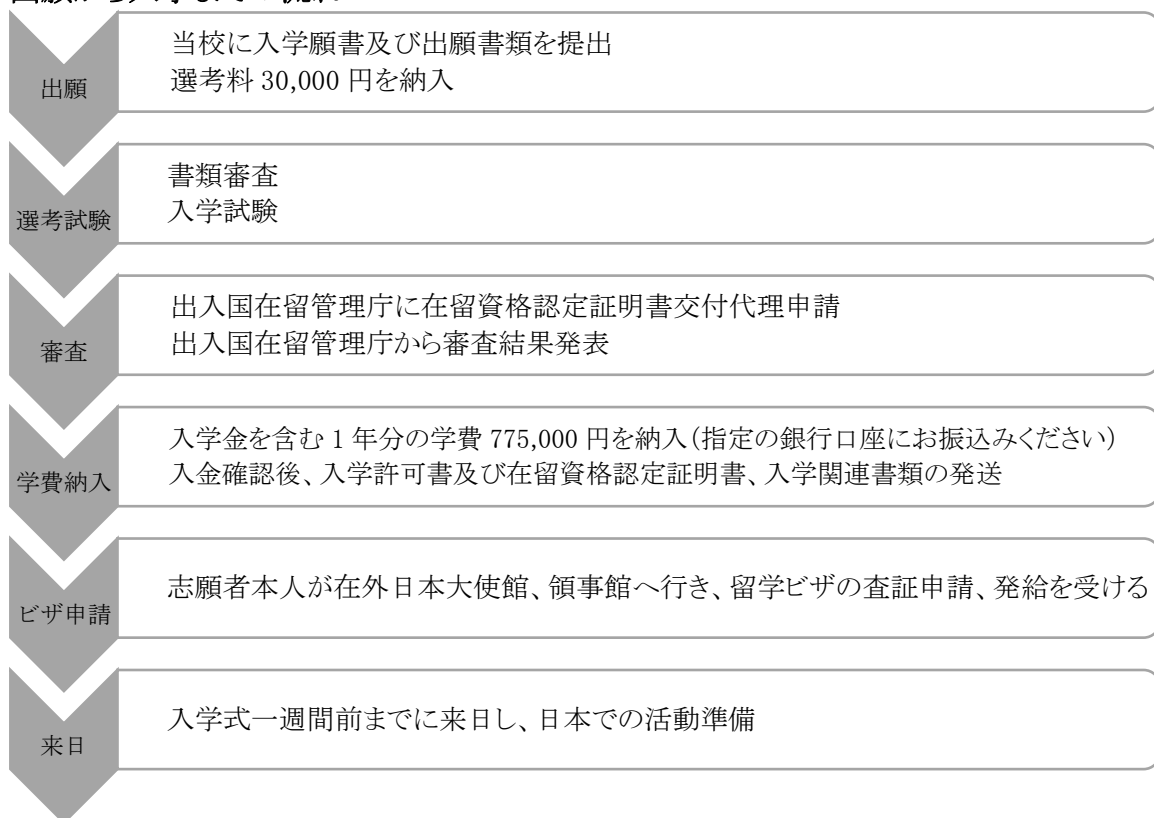 出願
当校に入学願書及び出願書類を提出
選考料 30,000 円を納入
選考試験
書類審査
入学試験
審査
出入国在留管理庁に在留資格認定証明書交付代理申請
出入国在留管理庁から審査結果発表
学費納入
入学金を含む 1 年分の学費 775,000 円を納入(指定の銀行口座にお振込みください)
入金確認後、入学許可書及び在留資格認定証明書、入学関連書類の発送
ビザ申請
志願者本人が在外日本大使館、領事館へ行き、留学ビザの査証申請、発給を受ける
来日
入学式一週間前までに来日し、日本での活動準備